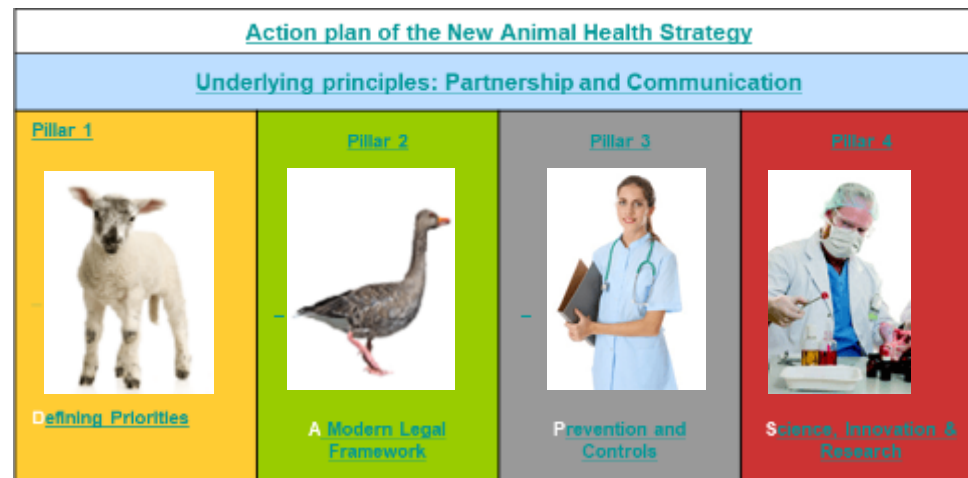 Action plan of the New Animal Health Strategy
Underlying principles: Partnership and Communication
Pillar 1
Pillar 2
Pillar 3
Pillar 4
Defining Priorities
A Modern Legal
Framework
Prevention and
Controls
Science, Innovation &
Research